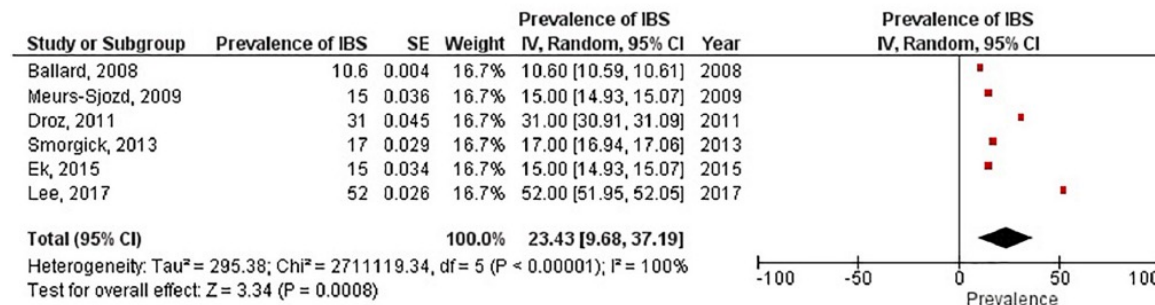 Prevalence of IBS Prevalence of IBS
Study or Subgroup Prevalence of IBS SE Weight IV, Random, 95% CI Year IV, Random, 95% CI
Ballard, 2008 10.6 0.004 16.7% 10.60 [10.59, 10.61] 2008
Meurs-Sjozd, 2009 15 0.036 16.7% 15.00 [14.93, 15.07] 2009
Droz, 2011 31 0.045 16.7% 31.00 [30.91, 31.09] 2011
Smorgick, 2013 17 0.029 16.7% 17.00 [16.94, 17.06] 2013
Ek, 2015 15 0.034 16.7% 15.00 [14.93, 15.07] 2015
Lee, 2017 52 0.026 16.7% 52.00 [51.95, 52.05] 2017
Total (95% CI) 100.0% 23.43 [9.68, 37.19]
Heterogeneity: Tau² = 295.38; Chi² = 2711119.34, df = 5 (P < 0.00001); I² = 100%
Test for overall effect: Z = 3.34 (P = 0.0008)
-100 -50 0 50 100
Prevalence